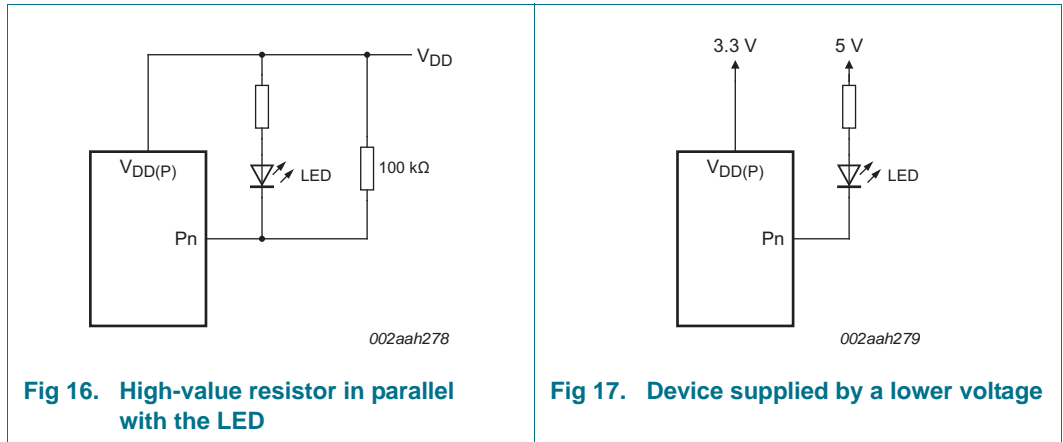 V_DD
V_DD(P)
LED
100 kΩ
Pn
002aah278
Fig 16. High-value resistor in parallel
with the LED
3.3 V
5 V
V_DD(P)
LED
Pn
002aah279
Fig 17. Device supplied by a lower voltage